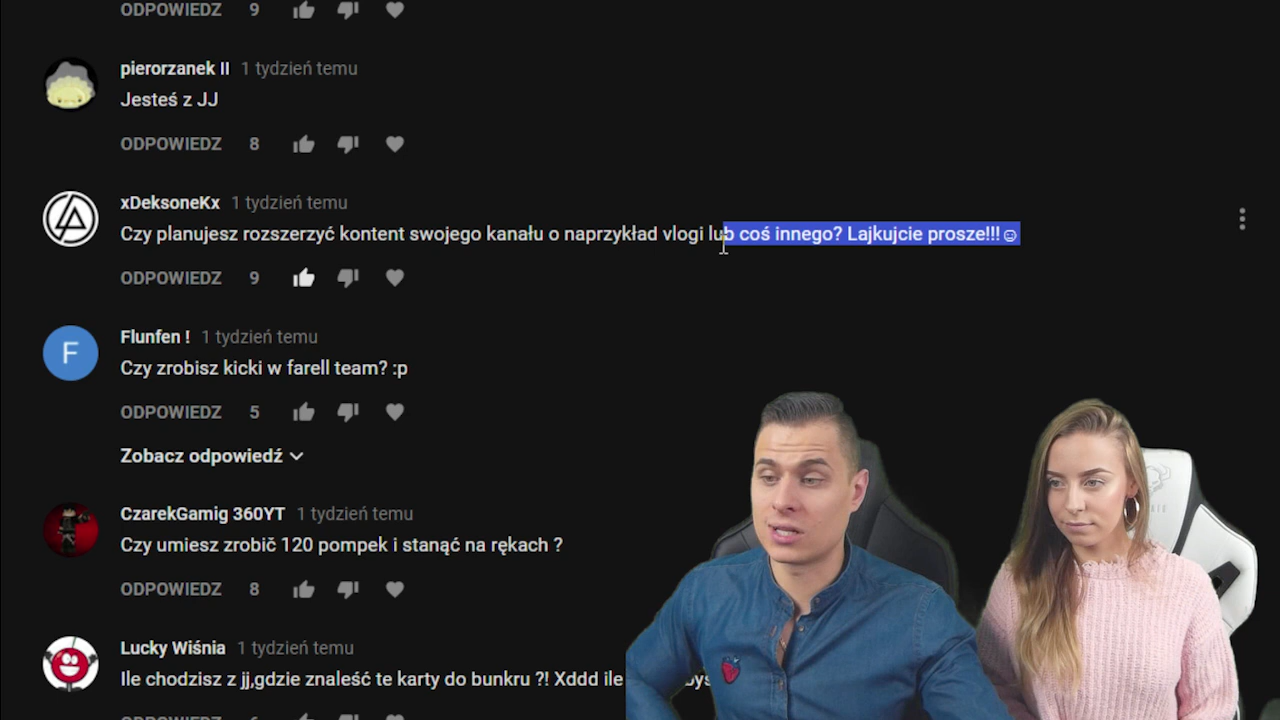 ODPOWIEDZ 9
pierorzanek II 1 tydzień temu
Jesteś z JJ
ODPOWIEDZ 8
xDeksoneKx 1 tydzień temu
Czy planujesz rozszerzyć kontent swojego kanału o naprzykład vlogi lub coś innego? Lajkujcie prosze!!!
ODPOWIEDZ 9
F
Flunfen ! 1 tydzień temu
Czy zrobisz kicki w farell team? :p
ODPOWIEDZ 5
Zobacz odpowiedź
CzarekGamig 360YT 1 tydzień temu
Czy umiesz zrobič 120 pompek i stanąć na rękach ?
ODPOWIEDZ 8
Lucky Wiśnia 1 tydzień temu
Ile chodzisz z jj,gdzie znaleść te karty do bunkru ?! Xddd ile